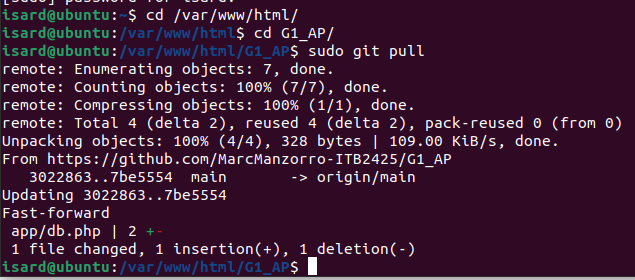 [sudo] password for isard:
isard@ubuntu:~$ cd /var/www/html/
isard@ubuntu:/var/www/html$ cd G1_AP/
isard@ubuntu:/var/www/html/G1_AP$ sudo git pull
remote: Enumerating objects: 7, done.
remote: Counting objects: 100% (7/7), done.
remote: Compressing objects: 100% (1/1), done.
remote: Total 4 (delta 2), reused 4 (delta 2), pack-reused 0 (from 0)
Unpacking objects: 100% (4/4), 328 bytes | 109.00 KiB/s, done.
From https://github.com/MarcManzorro-ITB2425/G1_AP
   3022863..7be5554  main       -> origin/main
Updating 3022863..7be5554
Fast-forward
 app/db.php | 2 +-
 1 file changed, 1 insertion(+), 1 deletion(-)
isard@ubuntu:/var/www/html/G1_AP$